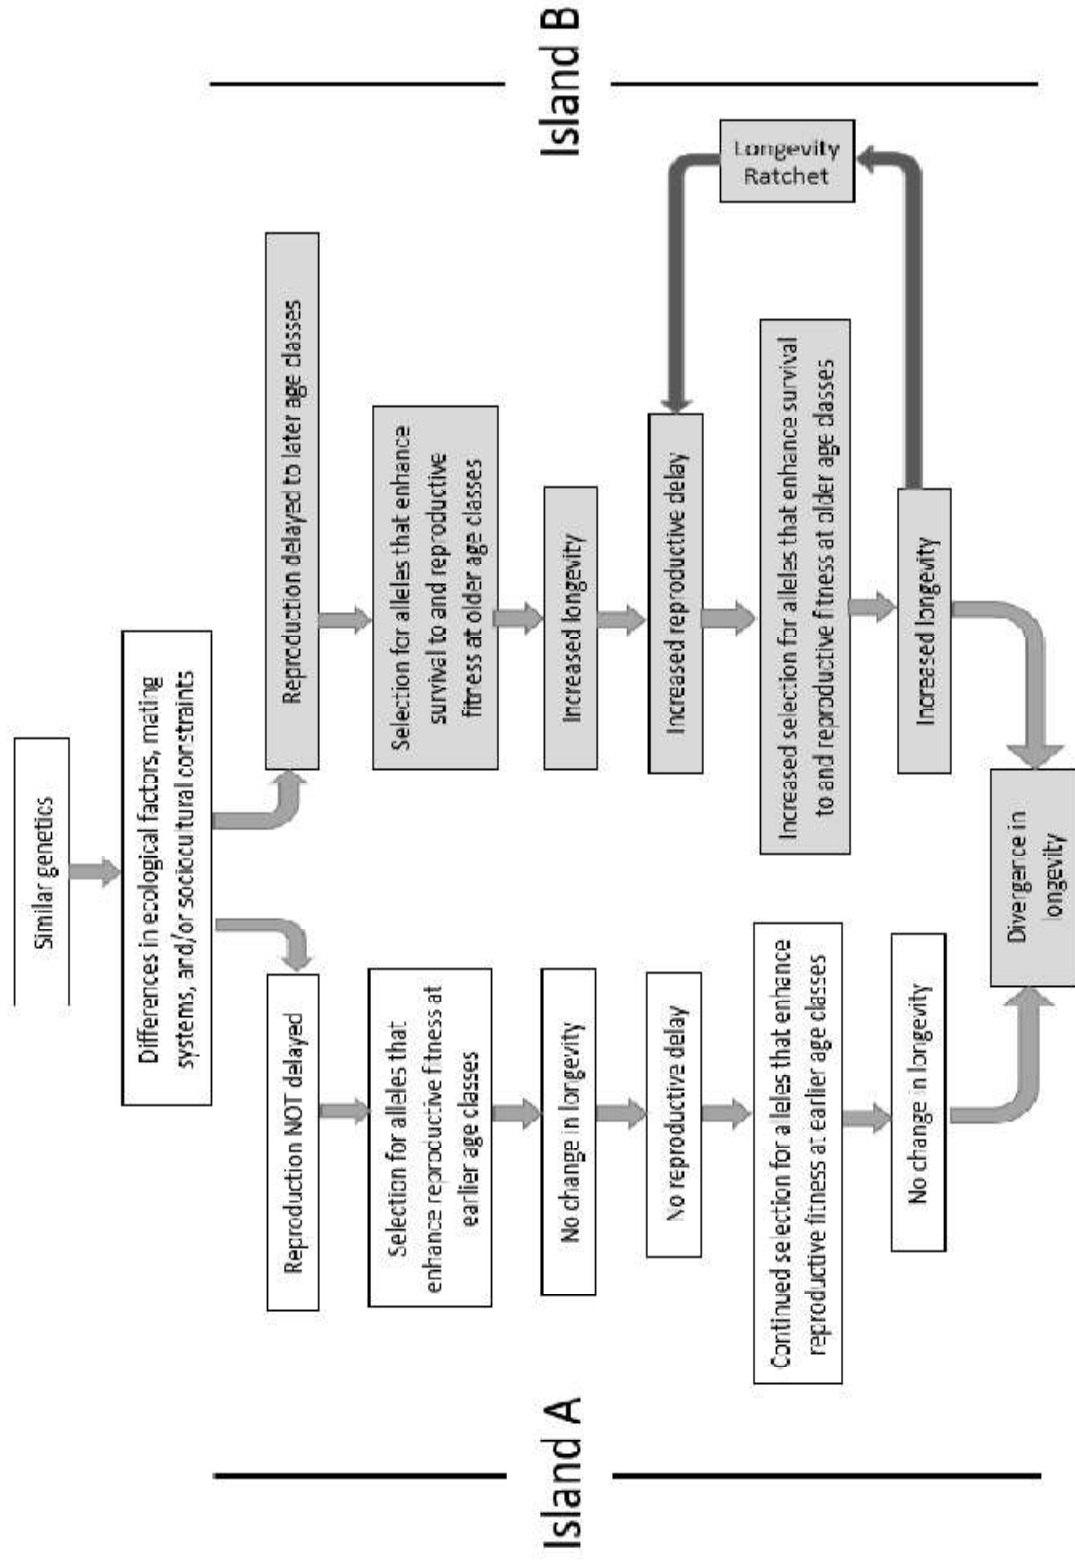 Similar genetics
Differences in ecological factors, mating
systems, and/or sociocultural constraints
Island A
Reproduction NOT delayed
Selection for alleles that
enhance reproductive fitness at
earlier age classes
No change in longevity
No reproductive delay
Continued selection for alleles that enhance
reproductive fitness at earlier age classes
No change in longevity
Island B
Reproduction delayed to later age classes
Selection for alleles that enhance
survival to and reproductive
fitness at older age classes
Increased longevity
Increased reproductive delay
Increased selection for alleles that enhance survival
to and reproductive fitness at older age classes
Increased longevity
Longevity
Ratchet
Divergence in
longevity